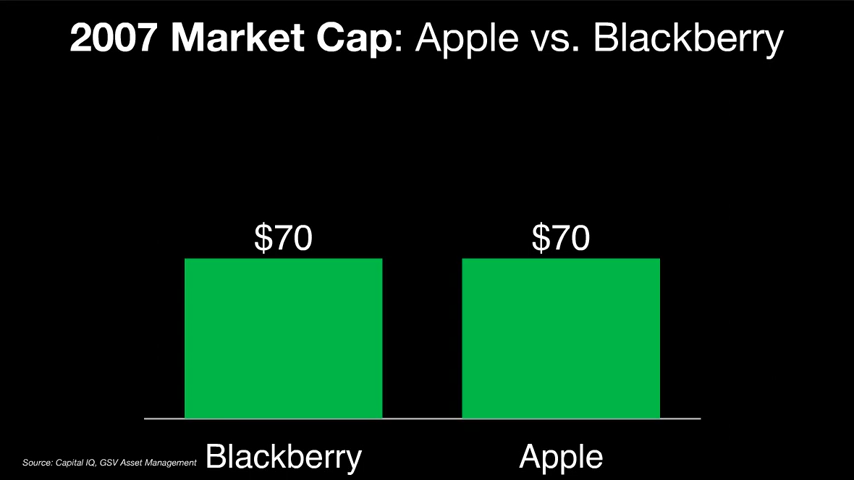 2007 Market Cap: Apple vs. Blackberry
$70 $70
Blackberry Apple
Source: Capital IQ, GSV Asset Management